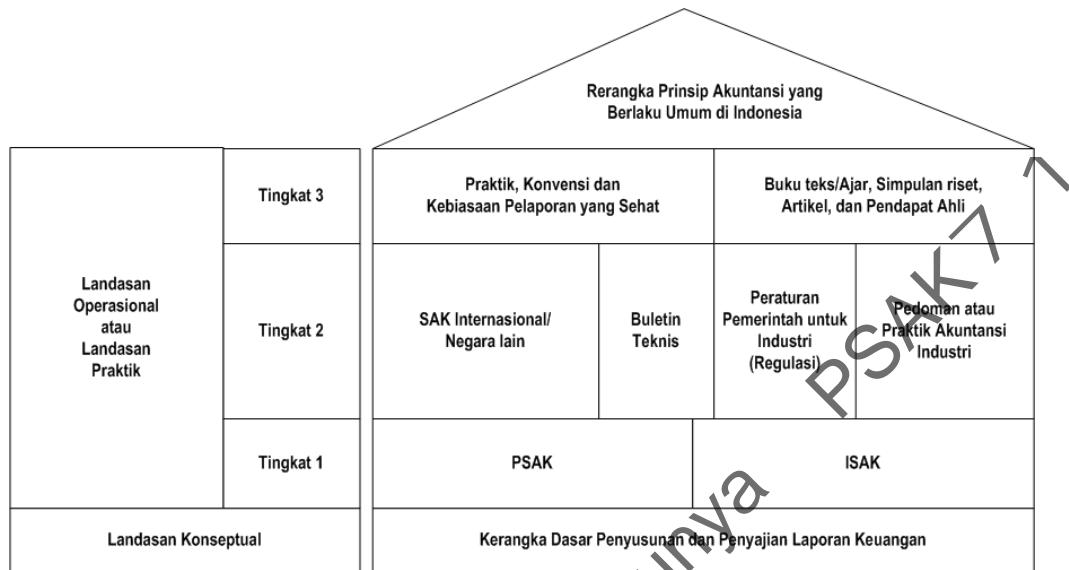 Rerangka Prinsip Akuntansi yang
Berlaku Umum di Indonesia
Landasan
Operasional
atau
Landasan
Praktik
Tingkat 3
Praktik, Konvensi dan
Kebiasaan Pelaporan yang Sehat
Buku teks/Ajar, Simpulan riset,
Artikel, dan Pendapat Ahli
Tingkat 2
SAK Internasional/
Negara lain
Buletin
Teknis
Peraturan
Pemerintah untuk
Industri
(Regulasi)
Pedoman atau
Praktik Akuntansi
Industri
Tingkat 1
PSAK
ISAK
Landasan Konseptual
Kerangka Dasar Penyusunan dan Penyajian Laporan Keuangan
PSAK 7 1